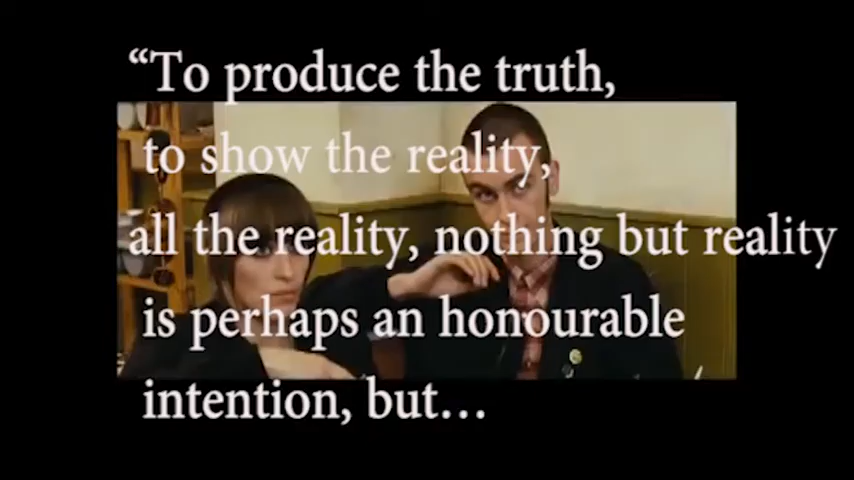 “To produce the truth,
to show the reality,
all the reality, nothing but reality
is perhaps an honourable
intention, but…